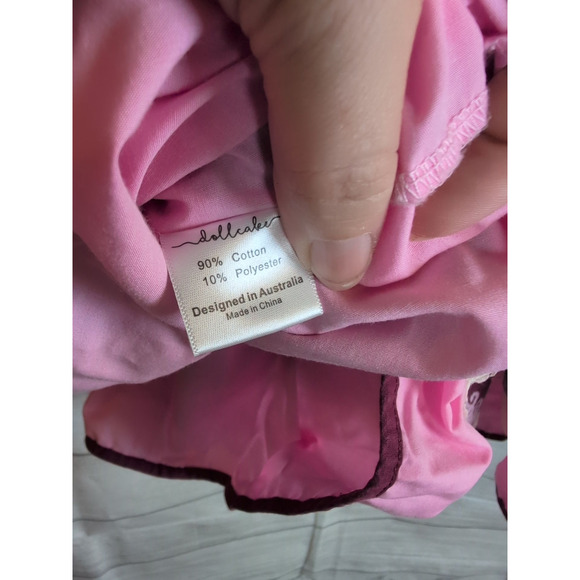 dollcake
90% Cotton
10% Polyester
Designed in Australia
Made in China